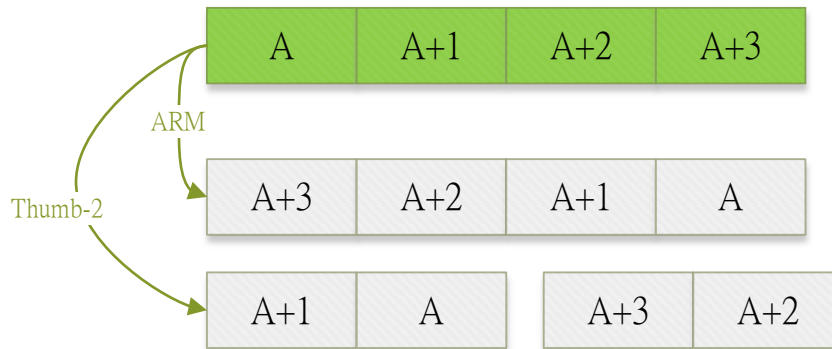 A A+1 A+2 A+3
ARM
A+3 A+2 A+1 A
Thumb-2
A+1 A A+3 A+2